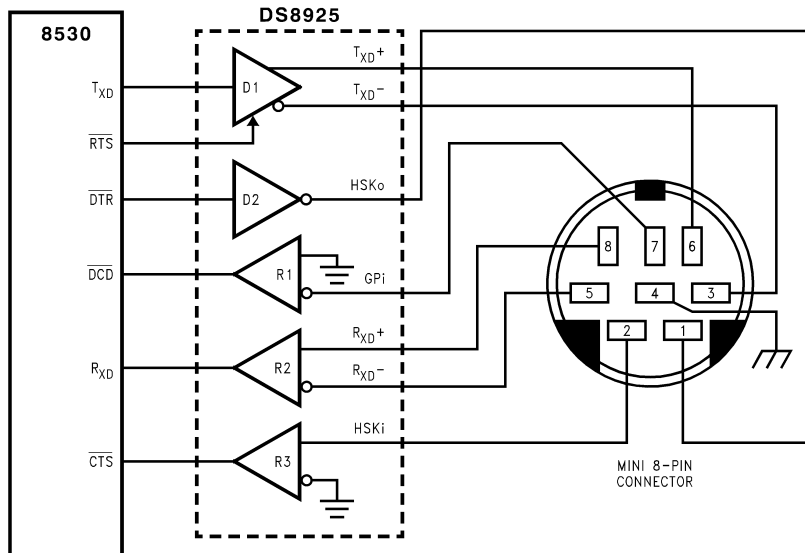 DS8925
8530
TXD+
TXD
D1
TXD-
RTS
DTR
D2
HSKo
8
7
6
DCD
R1
GPi
5
4
3
RXD+
2
1
RXD
R2
RXD-
HSKi
CTS
R3
MINI 8-PIN
CONNECTOR